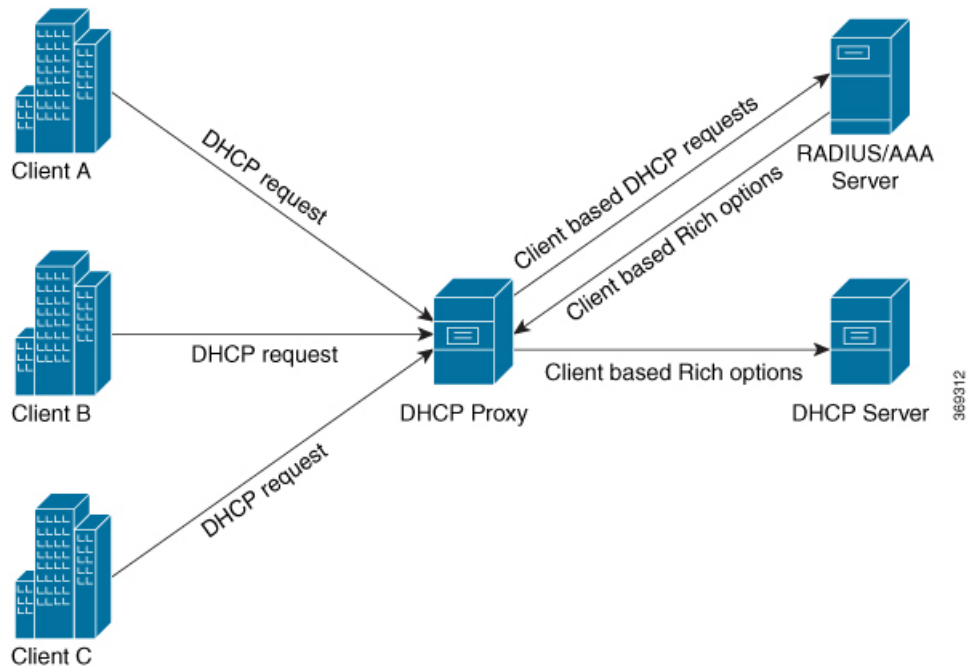 Client A
DHCP request
Client based DHCP requests
Client based Rich options
RADIUS/AAA
Server
Client B
DHCP request
DHCP Proxy
Client based Rich options
DHCP Server
369312
DHCP request
Client C